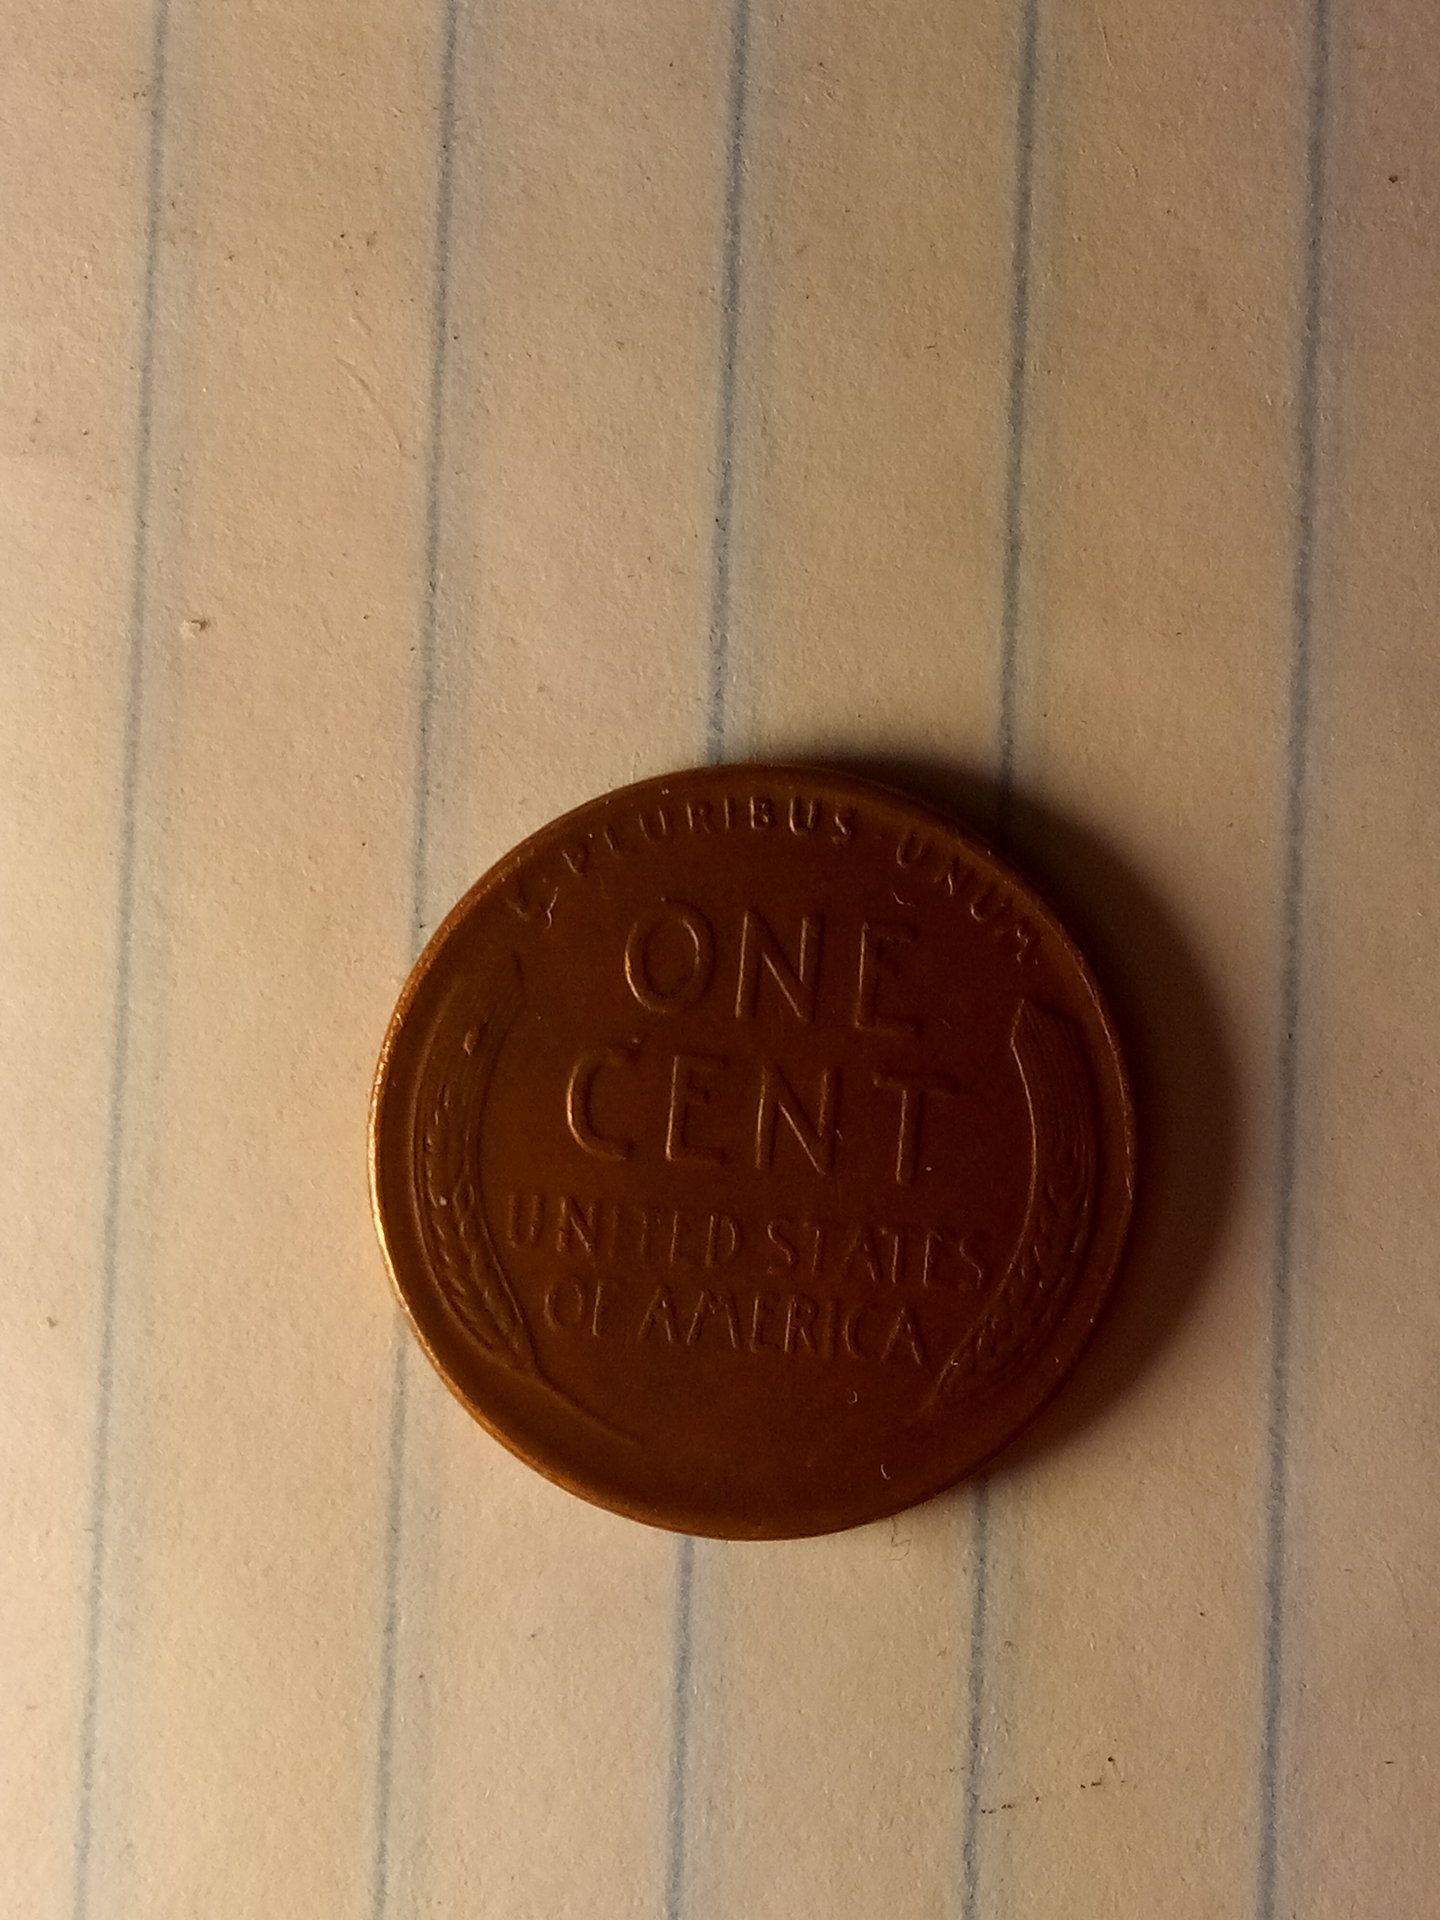 E · PLURIBUS · UNUM
ONE
CENT
UNITED STATES
OF AMERICA